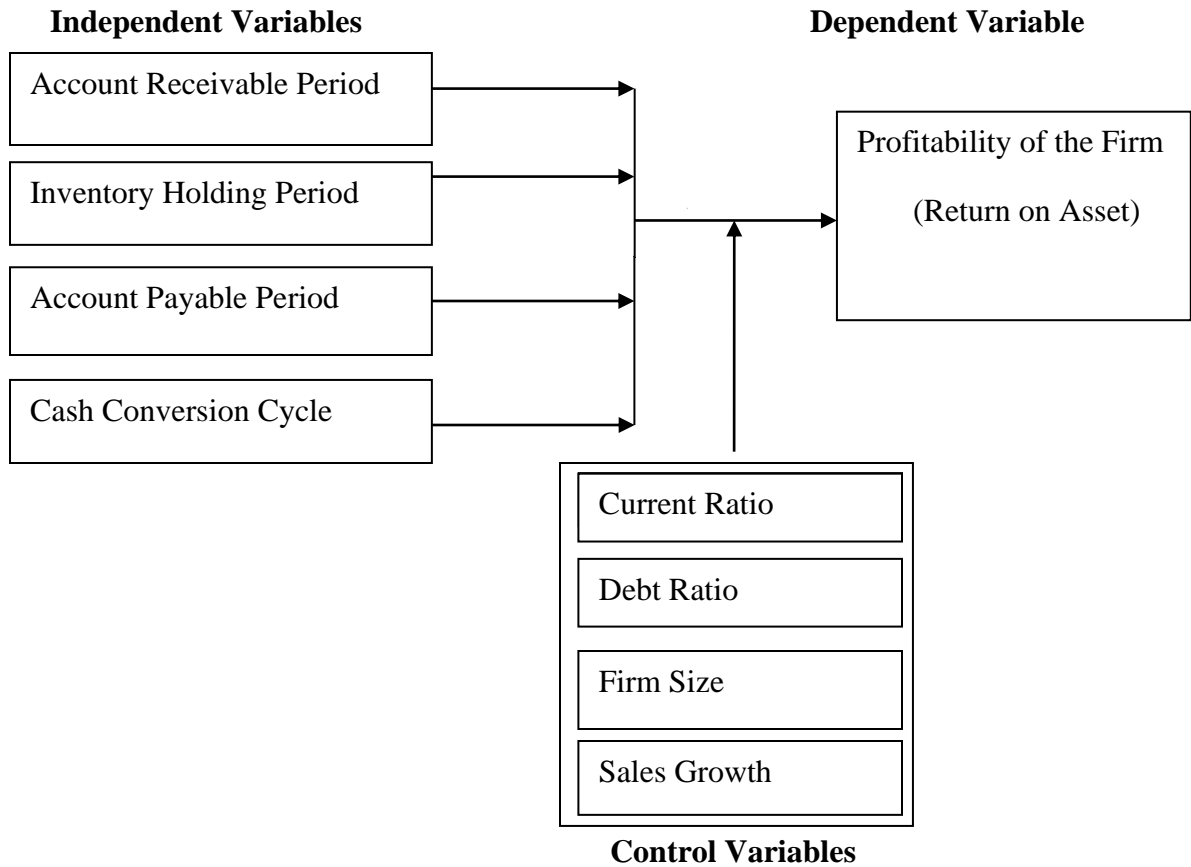 Independent Variables
Dependent Variable
Account Receivable Period
Inventory Holding Period
Account Payable Period
Cash Conversion Cycle
Profitability of the Firm
(Return on Asset)
Current Ratio
Debt Ratio
Firm Size
Sales Growth
Control Variables